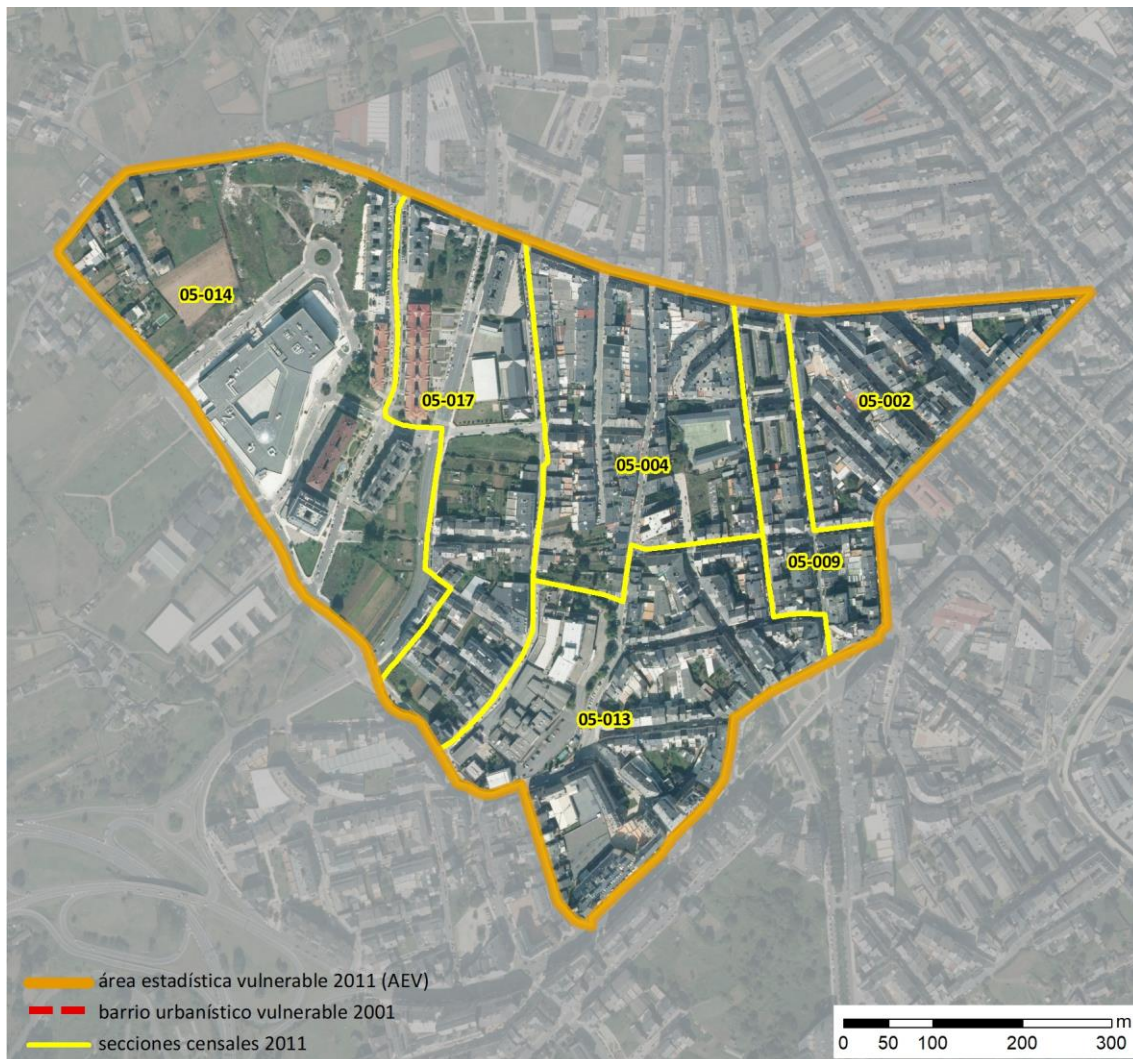 05-014
05-017
05-002
05-004
05-009
05-013
área estadística vulnerable 2011 (AEV)
barrio urbanístico vulnerable 2001
secciones censales 2011
0 50 100 200 300 m